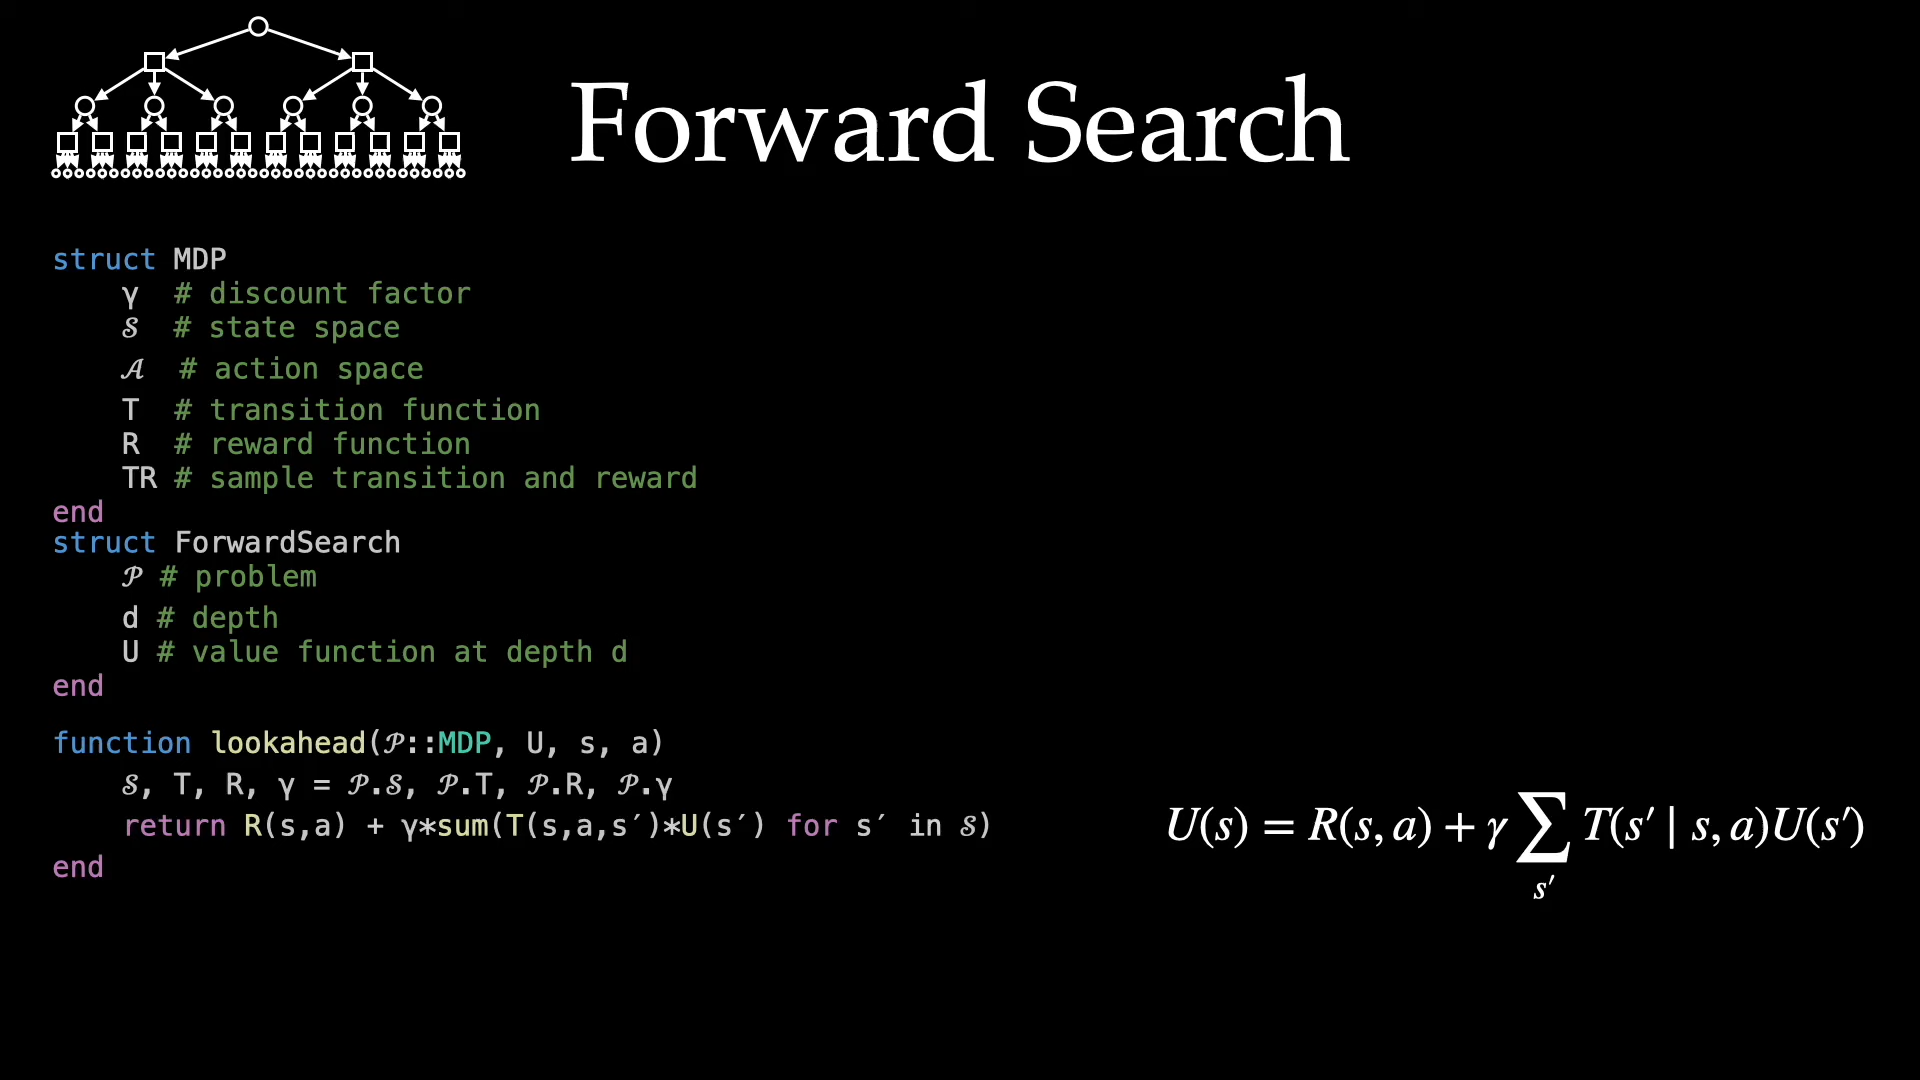 Forward Search
struct MDP
    γ  # discount factor
    𝒮  # state space
    𝒜  # action space
    T  # transition function
    R  # reward function
    TR # sample transition and reward
end
struct ForwardSearch
    𝒫 # problem
    d # depth
    U # value function at depth d
end
function lookahead(𝒫::MDP, U, s, a)
    𝒮, T, R, γ = 𝒫.𝒮, 𝒫.T, 𝒫.R, 𝒫.γ
    return R(s,a) + γ*sum(T(s,a,s′)*U(s′) for s′ in 𝒮)
end
U(s) = R(s, a) + γ ∑ T(s′ | s, a)U(s′)
s′